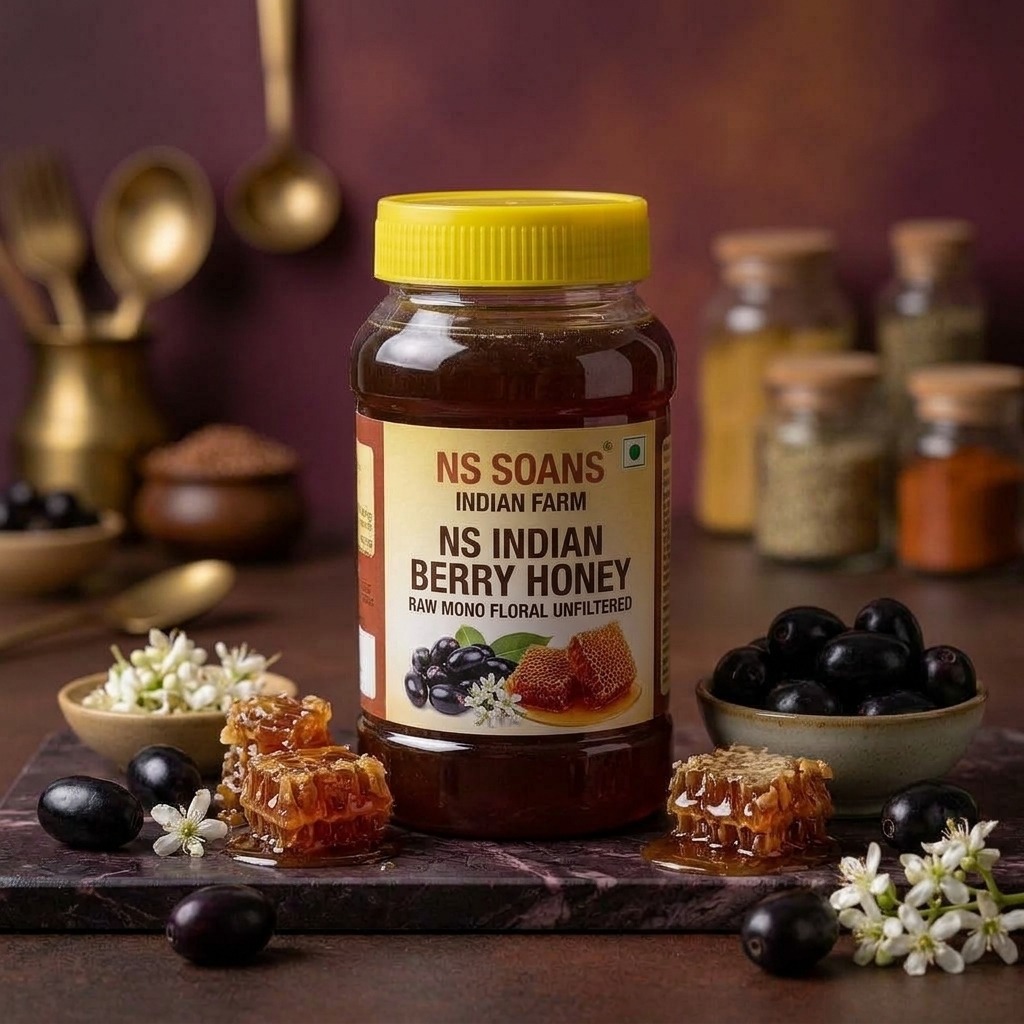 NS SOANS®
INDIAN FARM
NS INDIAN
BERRY HONEY
RAW MONO FLORAL UNFILTERED